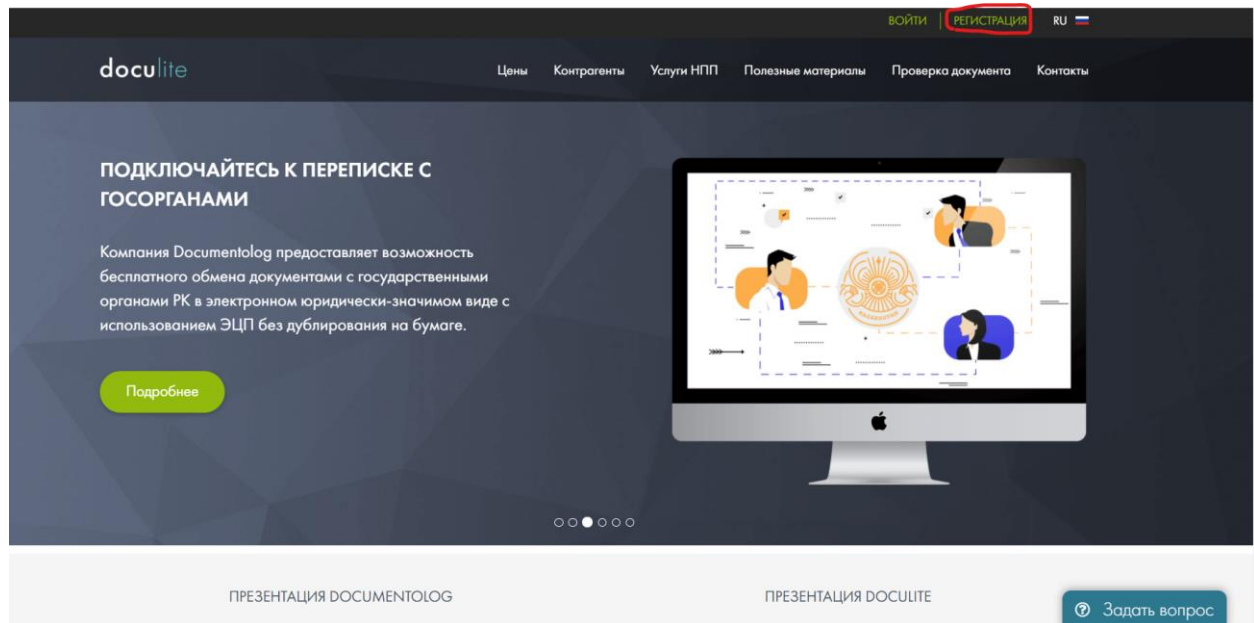 ВОЙТИ РЕГИСТРАЦИЯ RU
doculite Цены Контрагенты Услуги НПП Полезные материалы Проверка документа Контакты
ПОДКЛЮЧАЙТЕСЬ К ПЕРЕПИСКЕ С
ГОСОРГАНАМИ
Компания Documentolog предоставляет возможность
бесплатного обмена документами с государственными
органами РК в электронном юридически-значимом виде с
использованием ЭЦП без дублирования на бумаге.
Подробнее
ПРЕЗЕНТАЦИЯ DOCUMENTOLOG ПРЕЗЕНТАЦИЯ DOCULITE
Задать вопрос